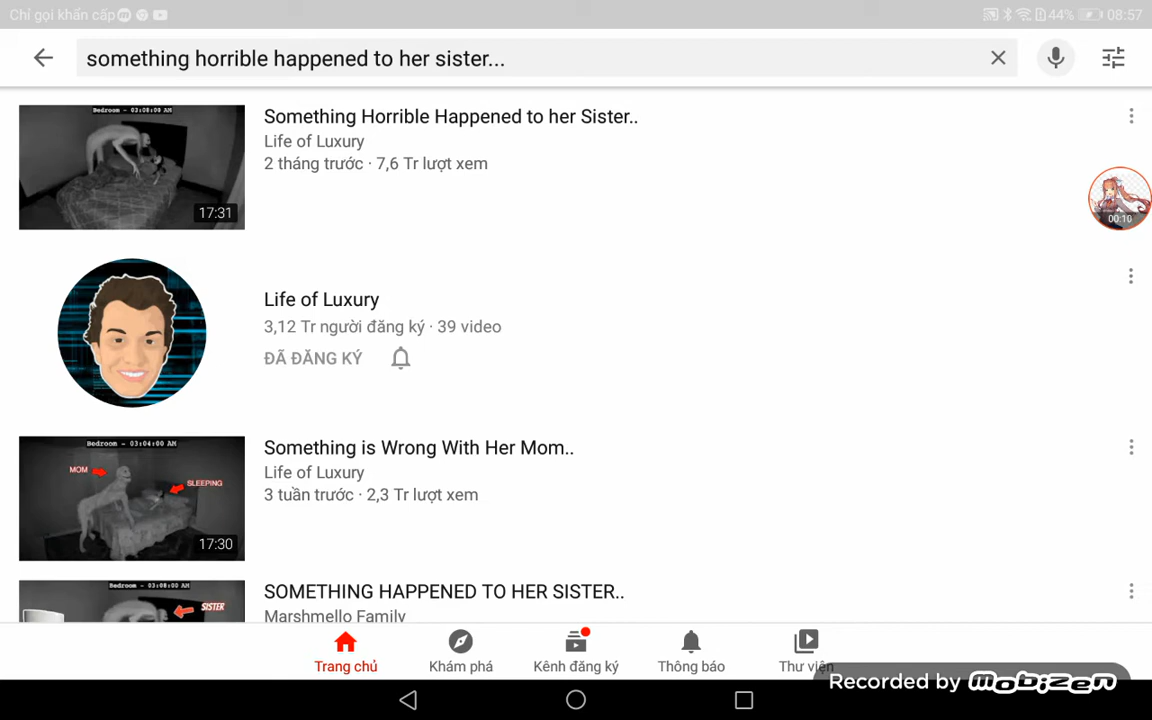 Chỉ gọi khẩn cấp
44%
08:57
something horrible happened to her sister...
Bedroom - 03:08:00 AM
17:31
Something Horrible Happened to her Sister..
Life of Luxury
2 tháng trước · 7,6 Tr lượt xem
00:10
Life of Luxury
3,12 Tr người đăng ký · 39 video
ĐÃ ĐĂNG KÝ
Bedroom - 03:04:00 AM
MOM
SLEEPING
17:30
Something is Wrong With Her Mom..
Life of Luxury
3 tuần trước · 2,3 Tr lượt xem
Bedroom - 03:08:00 AM
SISTER
SOMETHING HAPPENED TO HER SISTER..
Marshmello Family
Trang chủ
Khám phá
Kênh đăng ký
Thông báo
Thư viện
Recorded by mobizen